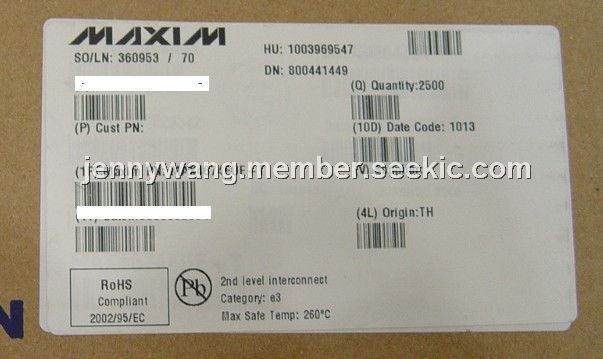 MAXIM
HU: 1003969547
SO/LN: 360953 / 70
DN: 800441449
(Q) Quantity:2500
(P) Cust PN:
(10D) Date Code: 1013
jennywang.member.seekic.com
(4L) Origin:TH
RoHS
Compliant
2002/95/EC
Pb
2nd level interconnect
Category: e3
Max Safe Temp: 260°C
N